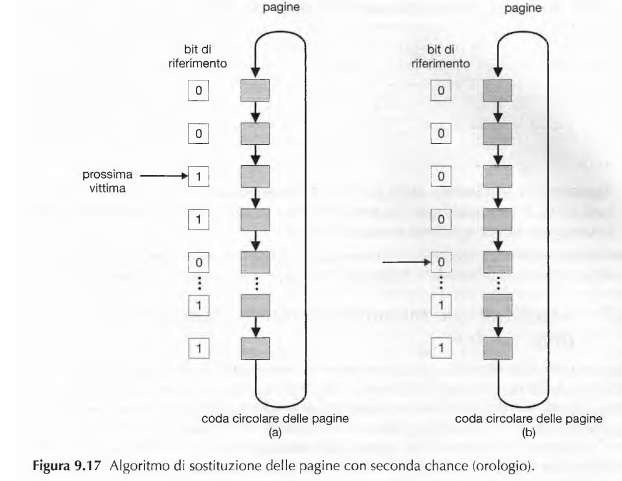 pagine
bit di
riferimento
0
0
prossima
vittima
1
1
0
1
1
coda circolare delle pagine
(a)
pagine
bit di
riferimento
0
0
0
0
0
1
1
coda circolare delle pagine
(b)
Figura 9.17 Algoritmo di sostituzione delle pagine con seconda chance (orologio).